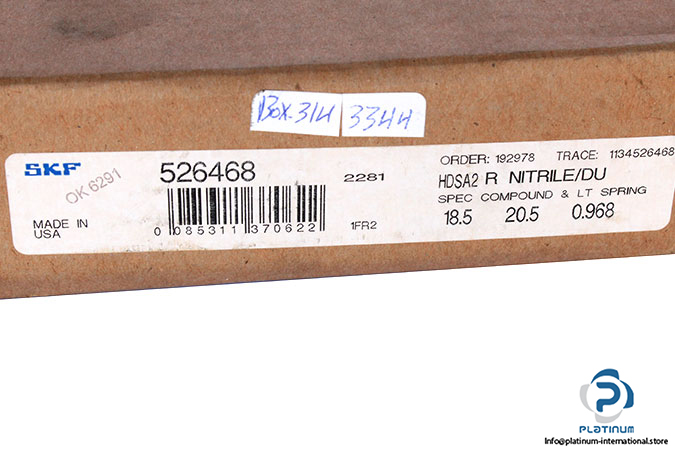 Box.314 3344
SKF 526468 2281 ORDER: 192978 TRACE: 1134526468
OK 6291 HDSA2 R NITRILE/DU
SPEC COMPOUND & LT SPRING
MADE IN USA 18.5 20.5 0.968
0 085311 370622 1FR2
PLATINUM
Info@platinum-international.store